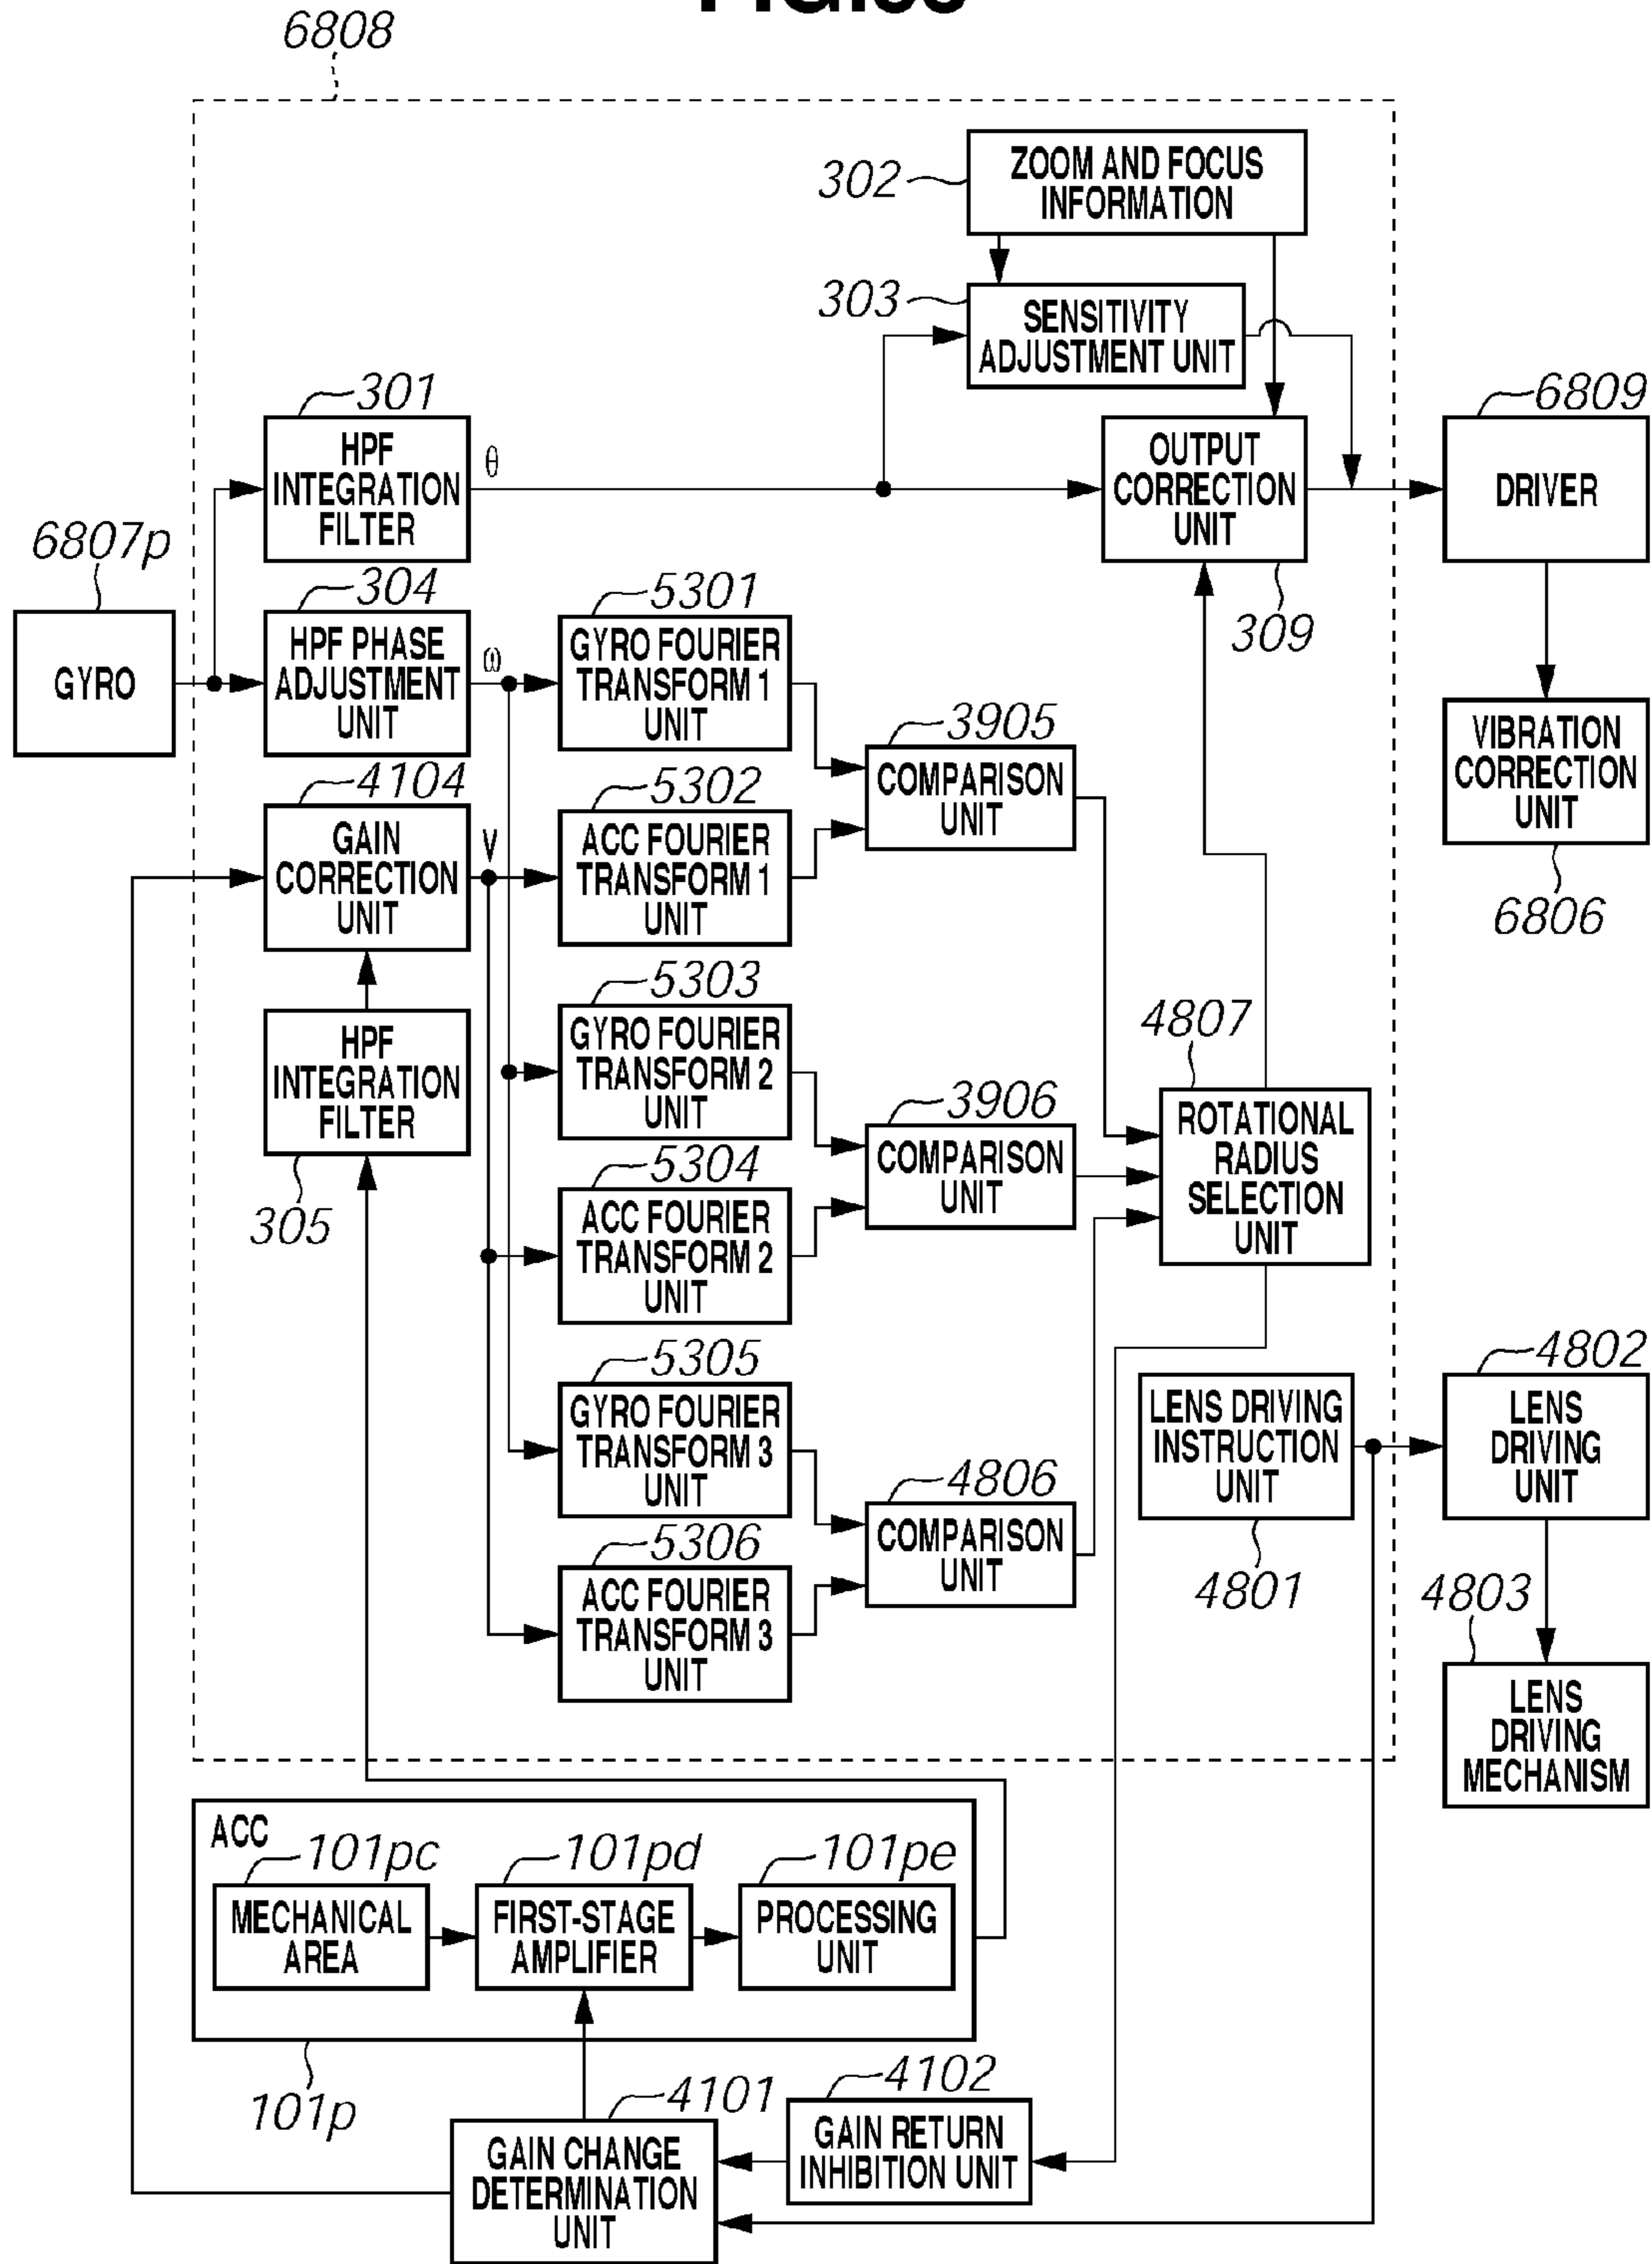 6808
302
ZOOM AND FOCUS
INFORMATION
303
SENSITIVITY
ADJUSTMENT UNIT
301
HPF
INTEGRATION
FILTER
θ
OUTPUT
CORRECTION
UNIT
309
6809
DRIVER
6807p
GYRO
304
HPF PHASE
ADJUSTMENT
UNIT
ω
5301
GYRO FOURIER
TRANSFORM 1
UNIT
3905
COMPARISON
UNIT
VIBRATION
CORRECTION
UNIT
6806
4104
GAIN
CORRECTION
UNIT
V
5302
ACC FOURIER
TRANSFORM 1
UNIT
HPF
INTEGRATION
FILTER
305
5303
GYRO FOURIER
TRANSFORM 2
UNIT
3906
COMPARISON
UNIT
4807
ROTATIONAL
RADIUS
SELECTION
UNIT
5304
ACC FOURIER
TRANSFORM 2
UNIT
5305
GYRO FOURIER
TRANSFORM 3
UNIT
4806
COMPARISON
UNIT
LENS DRIVING
INSTRUCTION
UNIT
4801
4802
LENS
DRIVING
UNIT
5306
ACC FOURIER
TRANSFORM 3
UNIT
4803
LENS
DRIVING
MECHANISM
ACC
101pc
MECHANICAL
AREA
101pd
FIRST-STAGE
AMPLIFIER
101pe
PROCESSING
UNIT
101p
4101
GAIN CHANGE
DETERMINATION
UNIT
4102
GAIN RETURN
INHIBITION UNIT